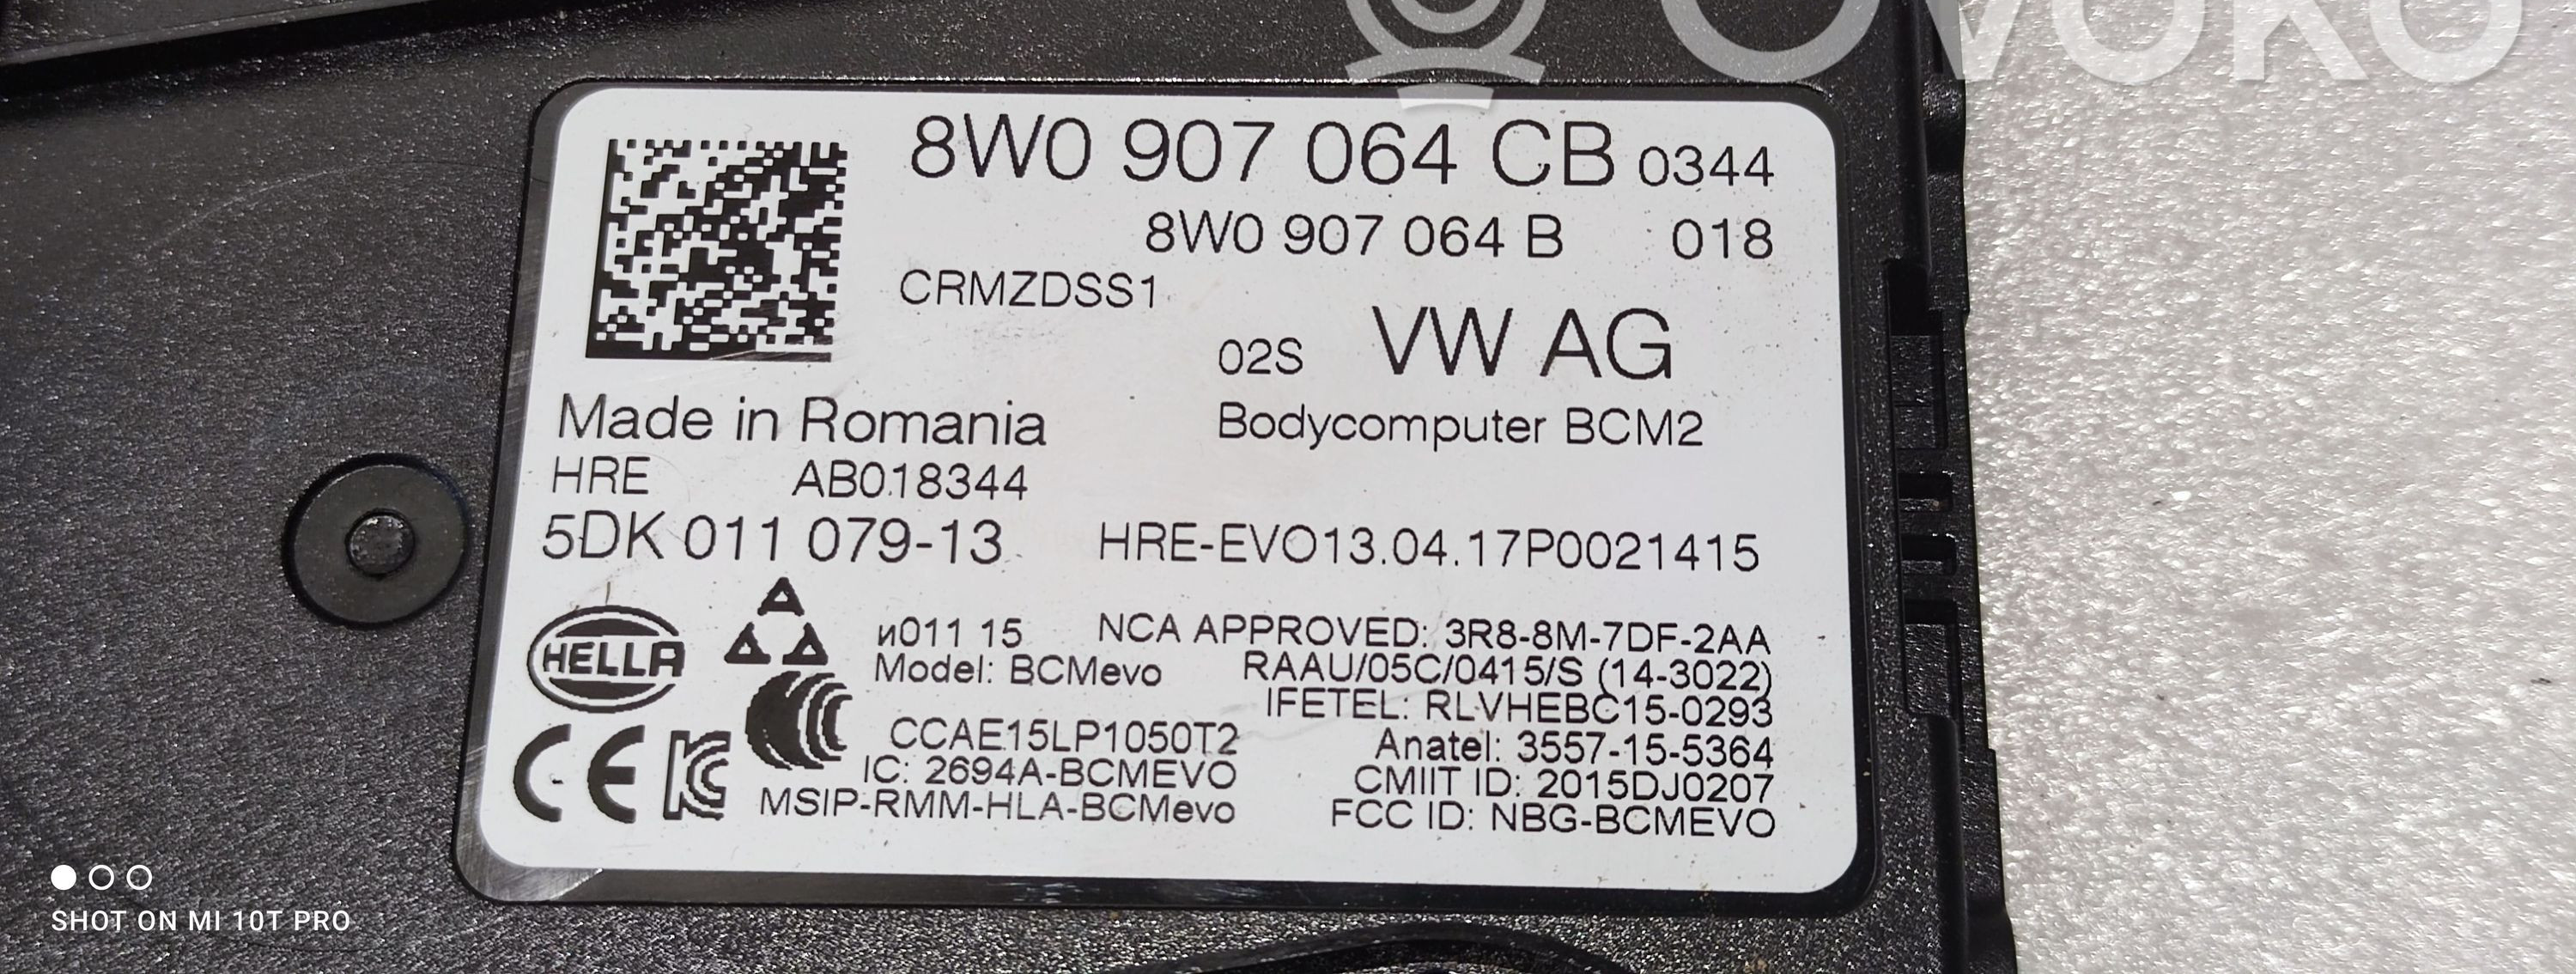 OVOKO
8W0 907 064 CB 0344
8W0 907 064 B 018
CRMZDSS1
02S VW AG
Made in Romania Bodycomputer BCM2
HRE AB018344
5DK 011 079-13 HRE-EVO13.04.17P0021415
HELLA
и011 15 NCA APPROVED: 3R8-8M-7DF-2AA
Model: BCMevo RAAU/05C/0415/S (14-3022)
IFETEL: RLVHEBC15-0293
CCAE15LP1050T2 Anatel: 3557-15-5364
IC: 2694A-BCMEVO CMIIT ID: 2015DJ0207
CE MSIP-RMM-HLA-BCMevo FCC ID: NBG-BCMEVO
SHOT ON MI 10T PRO